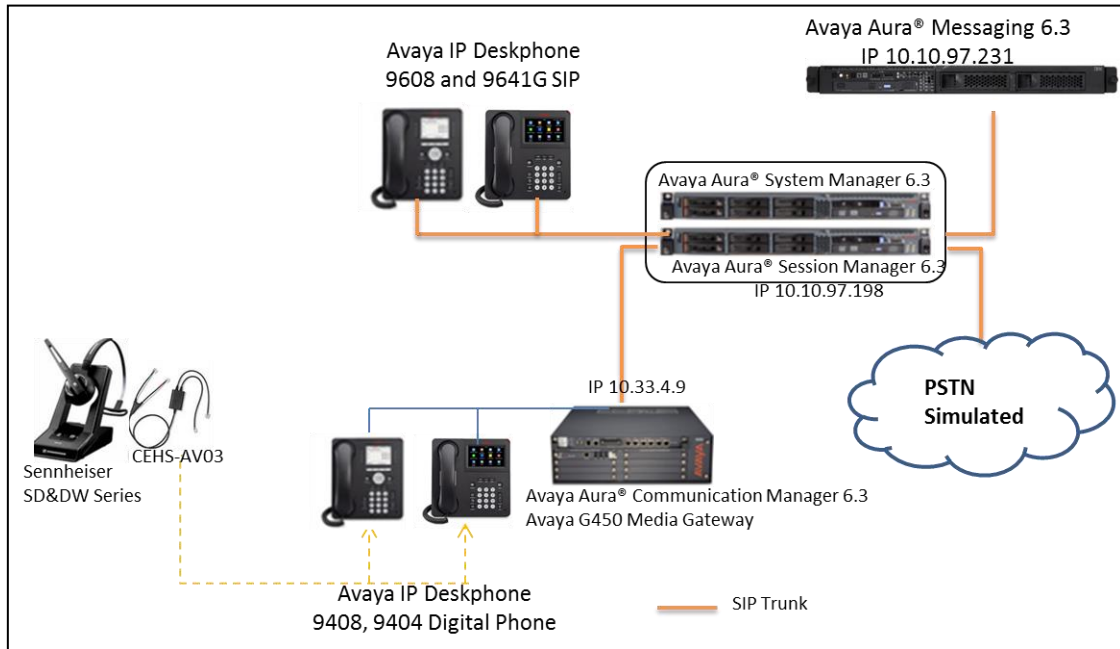 Avaya Aura® Messaging 6.3
IP 10.10.97.231
Avaya IP Deskphone
9608 and 9641G SIP
Avaya Aura® System Manager 6.3
Avaya Aura® Session Manager 6.3
IP 10.10.97.198
IP 10.33.4.9
PSTN
Simulated
CEHS-AV03
Sennheiser
SD&DW Series
AVAYA
Avaya Aura® Communication Manager 6.3
Avaya G450 Media Gateway
Avaya IP Deskphone
9408, 9404 Digital Phone
SIP Trunk